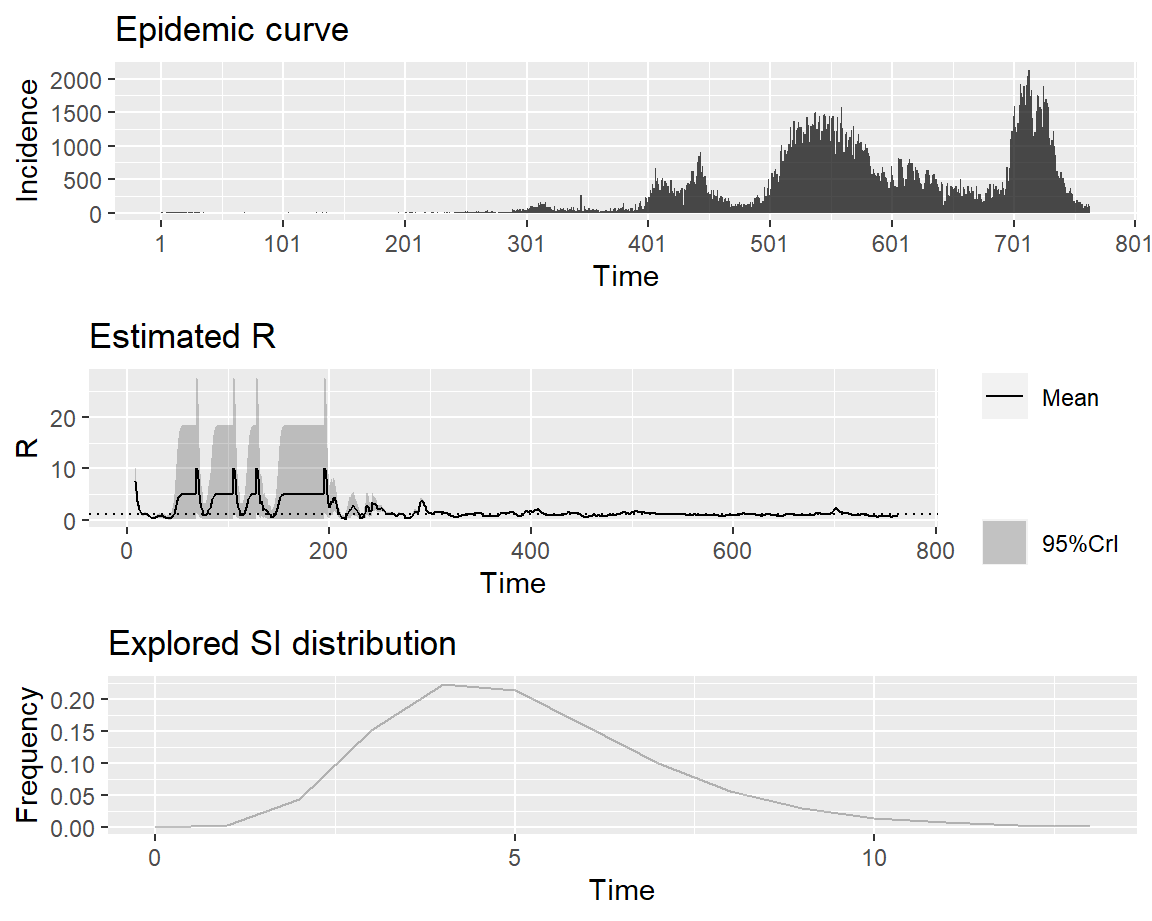 Epidemic curve
2000
1500
1000
500
0
Incidence
1 101 201 301 401 501 601 701 801
Time
Estimated R
20
10
0
R
0 200 400 600 800
Time
Mean
95%CrI
Explored SI distribution
0.20
0.15
0.10
0.05
0.00
Frequency
0 5 10
Time